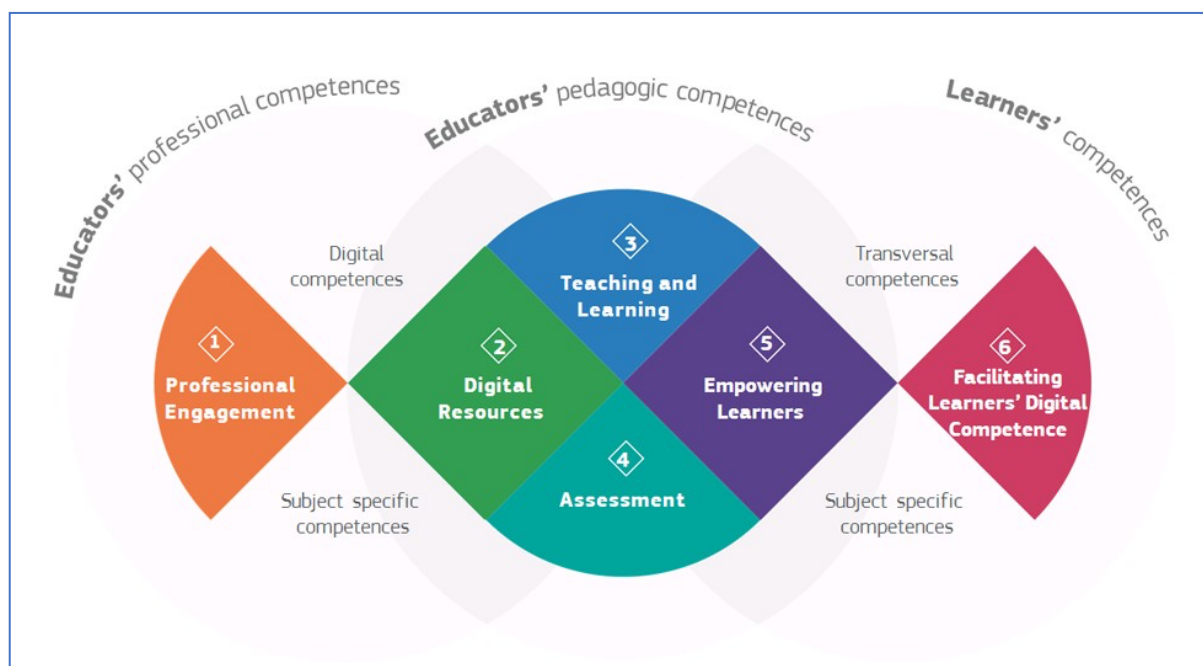 Educators' professional competences
Educators' pedagogic competences
Learners' competences
Digital
competences
Transversal
competences
1
Professional
Engagement
2
Digital
Resources
3
Teaching and
Learning
4
Assessment
5
Empowering
Learners
6
Facilitating
Learners' Digital
Competence
Subject specific
competences
Subject specific
competences